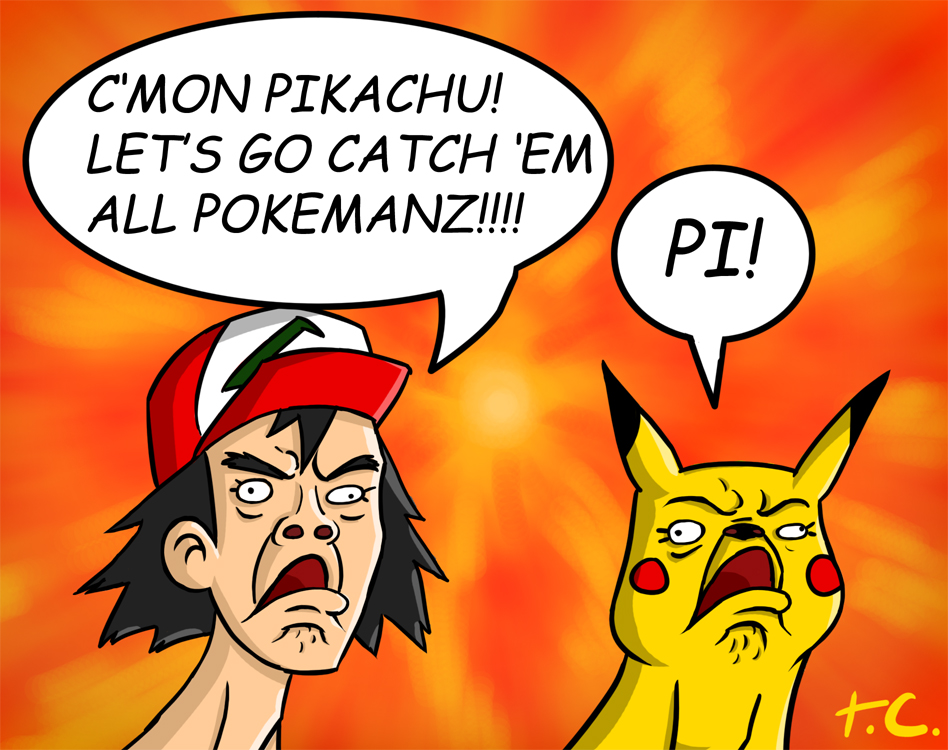 C'MON PIKACHU!
LET'S GO CATCH 'EM
ALL POKEMANZ!!!!
PI!
T.C.